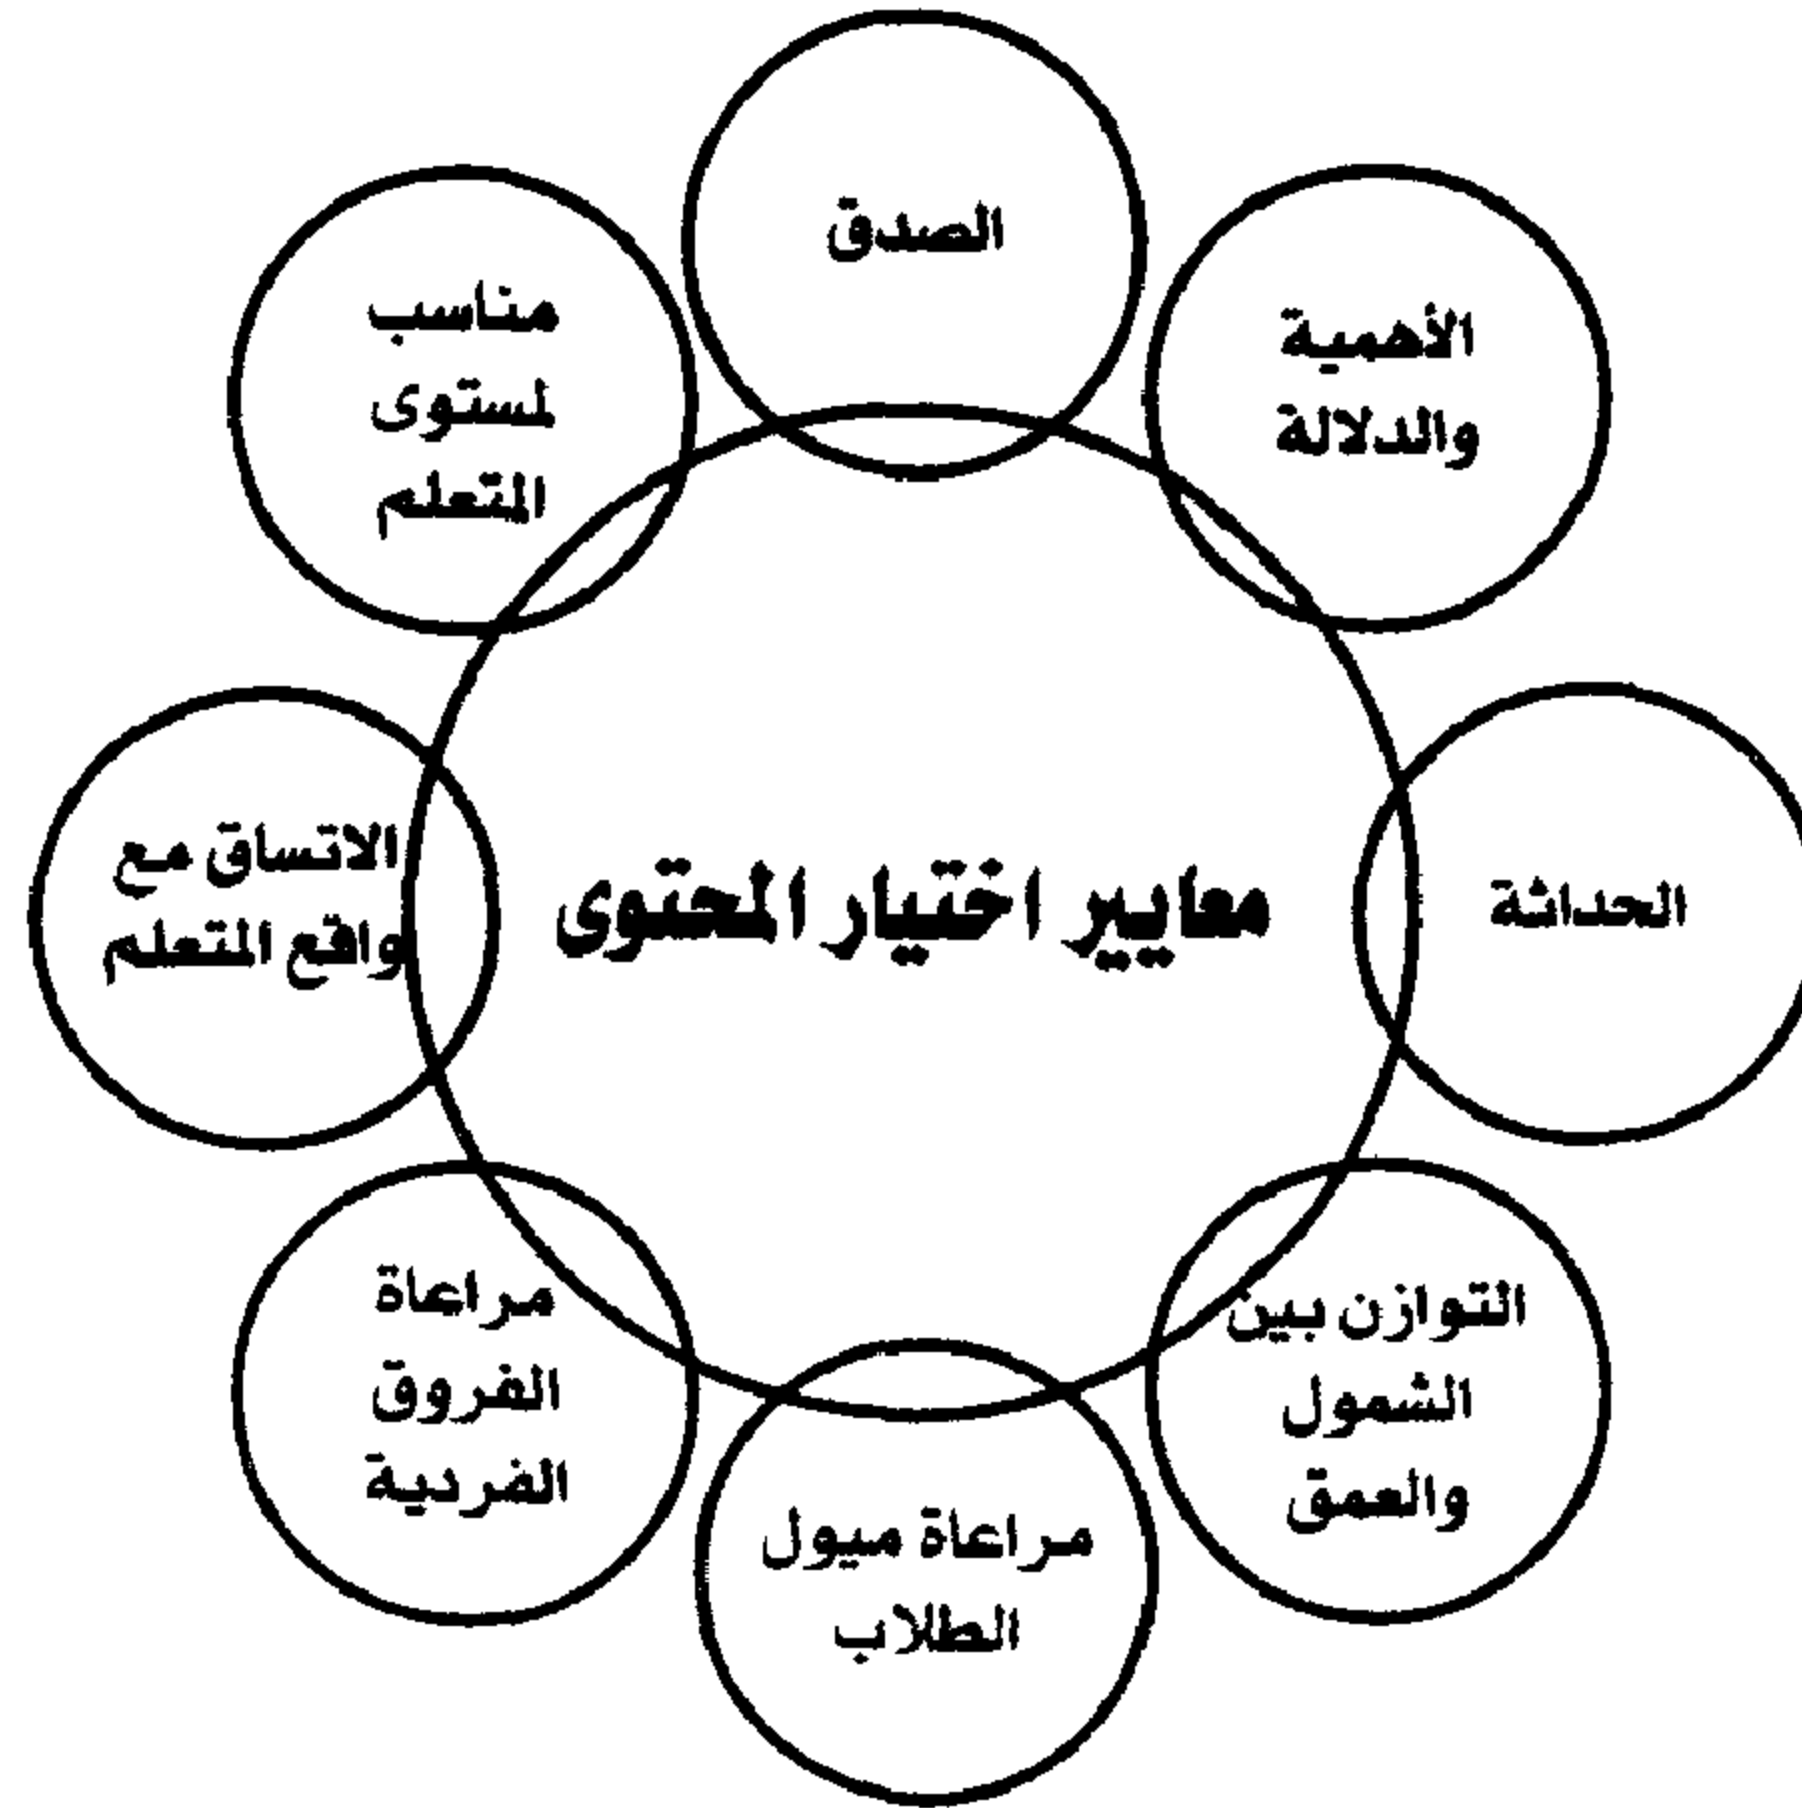 الصدق
الأهمية
والدلالة
الحداثة
التوازن بين
الشمول
والعمق
مراعاة ميول
الطلاب
مراعاة
الفروق
الفردية
الاتساق مع
واقع المتعلم
مناسب
لمستوى
المتعلم
معايير اختيار المحتوى